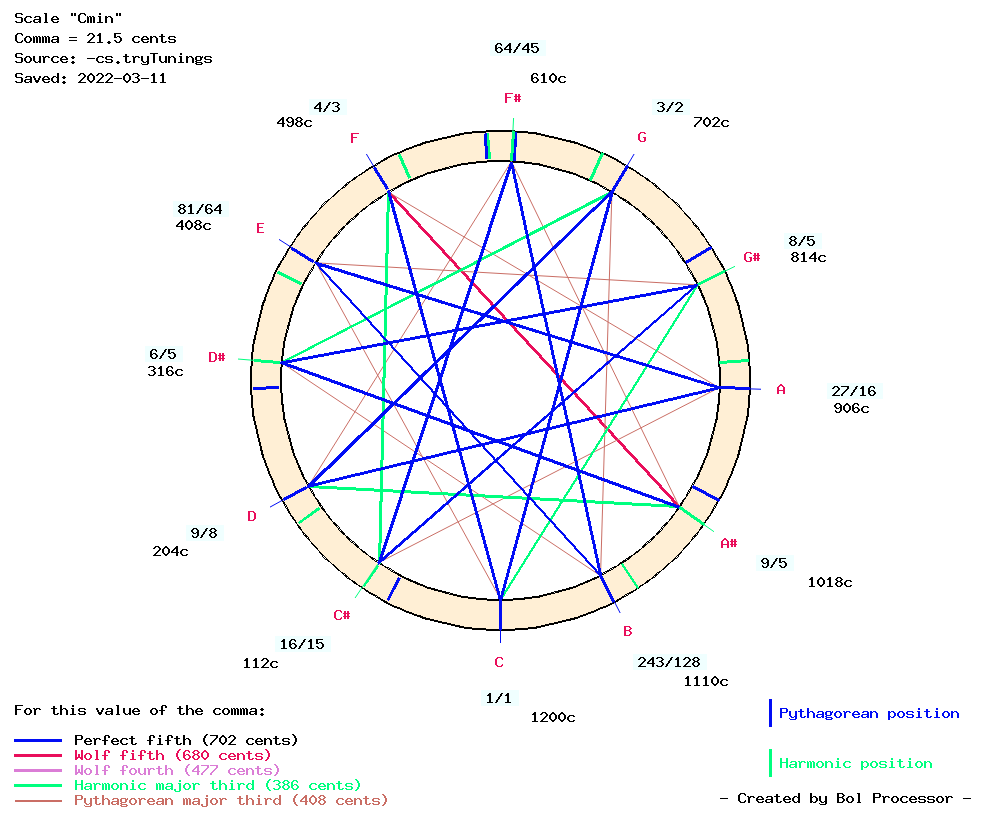 Scale "Cmin"
Comma = 21.5 cents
Source: -cs.tryTunings
Saved: 2022-03-11
64/45
610c
F#
4/3
498c
F
3/2
702c
G
81/64
408c
E
8/5
814c
G#
6/5
316c
D#
A
27/16
906c
D
9/8
204c
A#
9/5
1018c
C#
16/15
112c
B
243/128
1110c
C
1/1
1200c
For this value of the comma:
Perfect fifth (702 cents)
Wolf fifth (680 cents)
Wolf fourth (477 cents)
Harmonic major third (386 cents)
Pythagorean major third (408 cents)
Pythagorean position
Harmonic position
- Created by Bol Processor -